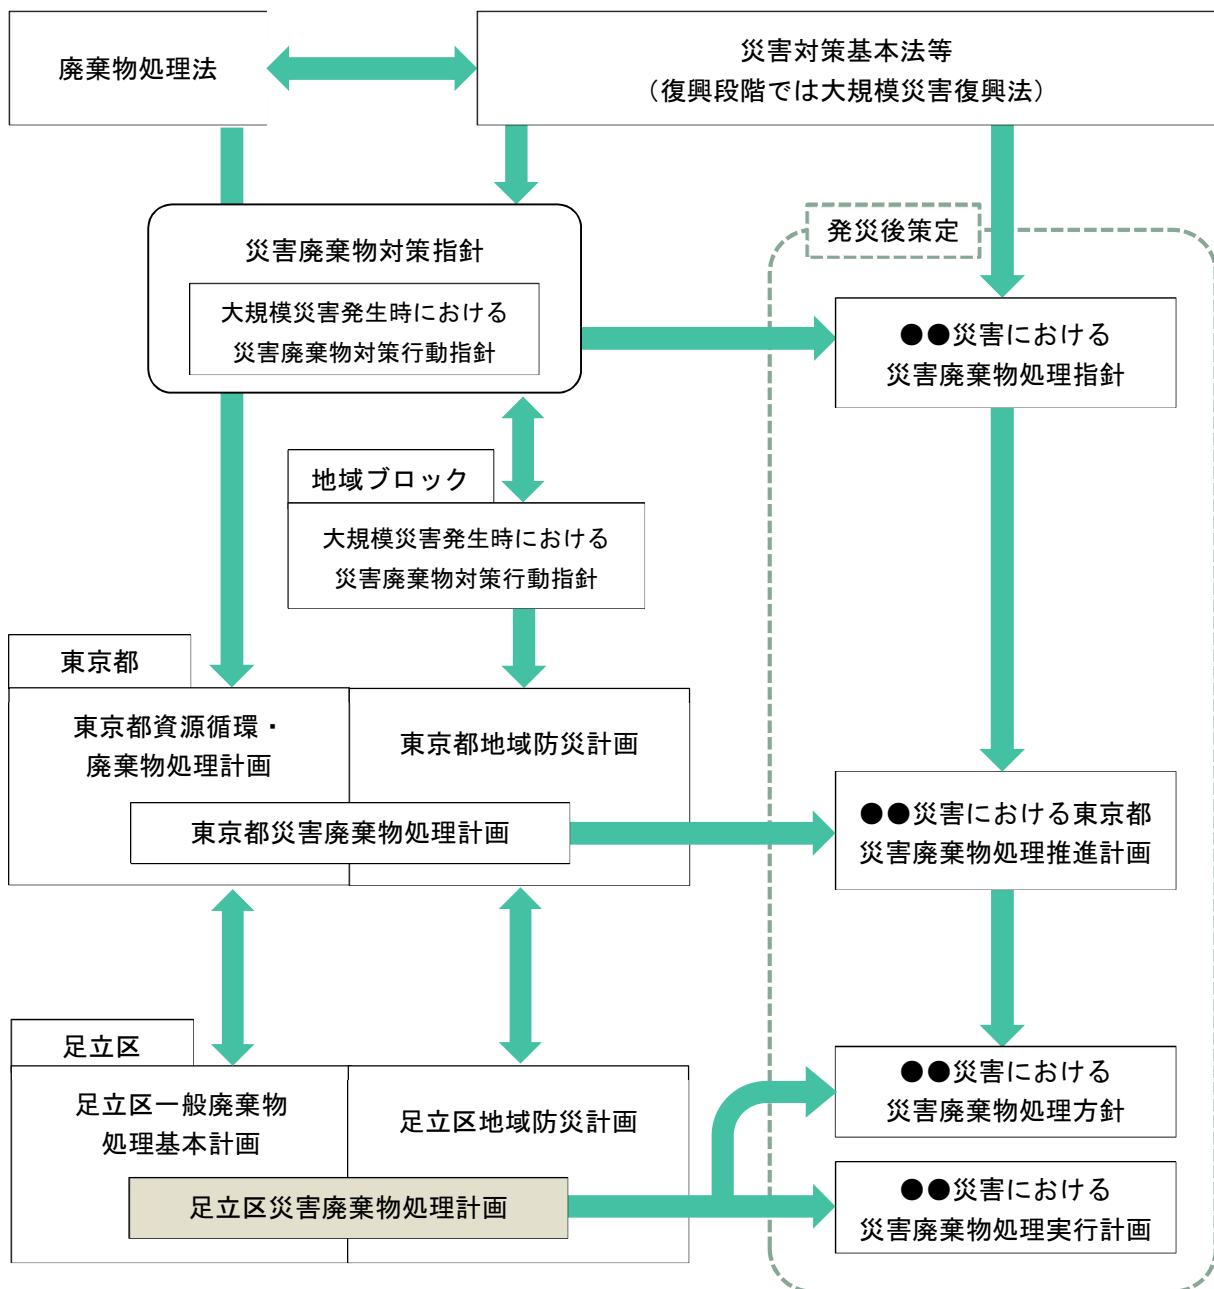 廃棄物処理法
災害対策基本法等
（復興段階では大規模災害復興法）
発災後策定
災害廃棄物対策指針
大規模災害発生時における
災害廃棄物対策行動指針
●●災害における
災害廃棄物処理指針
地域ブロック
大規模災害発生時における
災害廃棄物対策行動指針
東京都
東京都資源循環・
廃棄物処理計画
東京都地域防災計画
東京都災害廃棄物処理計画
●●災害における東京都
災害廃棄物処理推進計画
足立区
足立区一般廃棄物
処理基本計画
足立区地域防災計画
足立区災害廃棄物処理計画
●●災害における
災害廃棄物処理方針
●●災害における
災害廃棄物処理実行計画